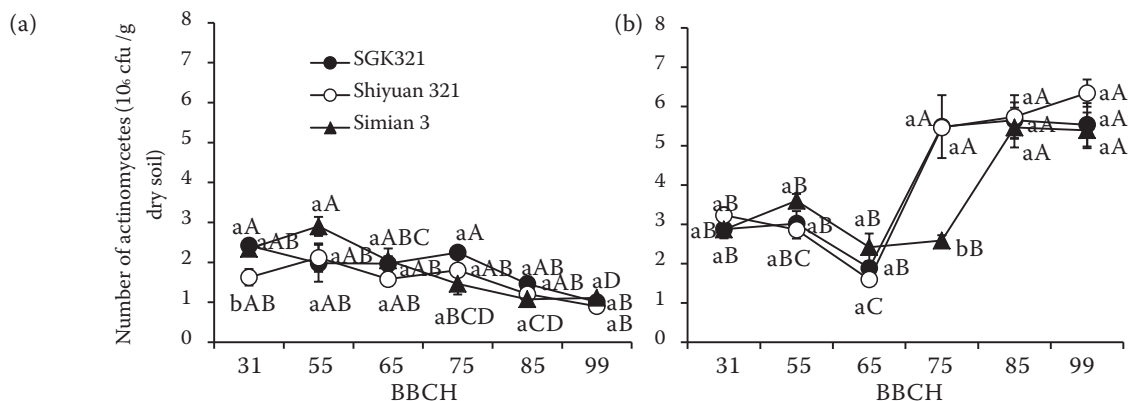 (a)
Number of actinomycetes (10⁶ cfu /g
dry soil)
8
7
6
5
4
3
2
1
0
SGK321
Shiyuan 321
Simian 3
aA
aAB
bAB
aA
aAB
aAB
aABC
aAB
aAB
aA
aAB
aBCD
aAB
aAB
aCD
aD
aB
aB
31 55 65 75 85 99
BBCH
(b)
8
7
6
5
4
3
2
1
0
aB
aB
aB
aB
aB
aBC
aB
aB
aC
aA
aA
bB
aA
aA
aA
aA
aA
aA
31 55 65 75 85 99
BBCH